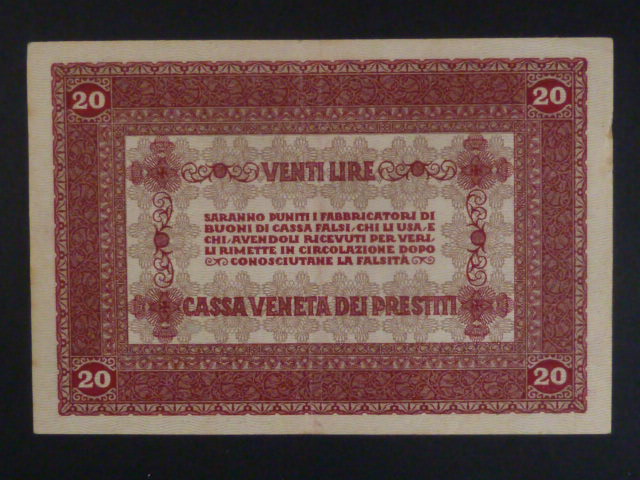 20 20
VENTI LIRE
SARANNO PUNITI I FABBRICATORI DI
BUONI DI CASSA FALSI, CHI LI USA, E
CHI, AVENDOLI RICEVUTI PER VERI,
LI RIMETTE IN CIRCOLAZIONE DOPO
CONOSCIUTANE LA FALSITÀ
CASSA VENETA DEI PRESTITI
20 20